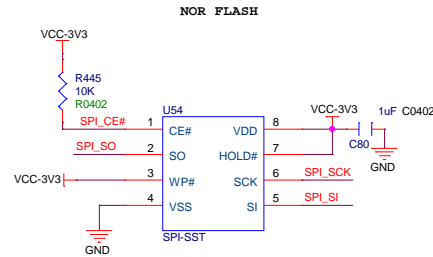 NOR FLASH
VCC-3V3
R445
10K
R0402
U54
VCC-3V3
1uF C0402
SPI_CE# 1 CE# VDD 8
C80
SPI_SO 2 SO HOLD# 7
GND
VCC-3V3 3 WP# SCK 6 SPI_SCK
4 VSS SI 5 SPI_SI
SPI-SST
GND